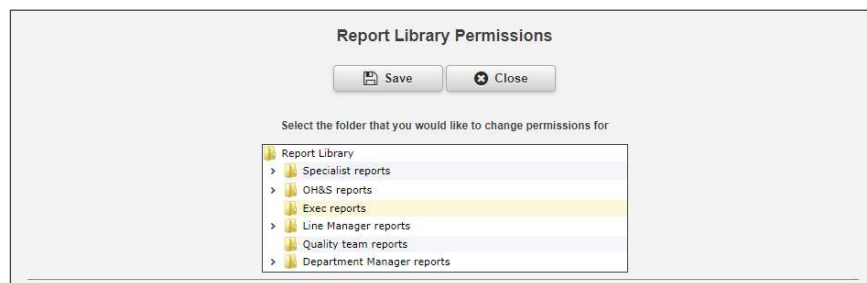 Report Library Permissions
Save Close
Select the folder that you would like to change permissions for
Report Library
Specialist reports
OH&S reports
Exec reports
Line Manager reports
Quality team reports
Department Manager reports